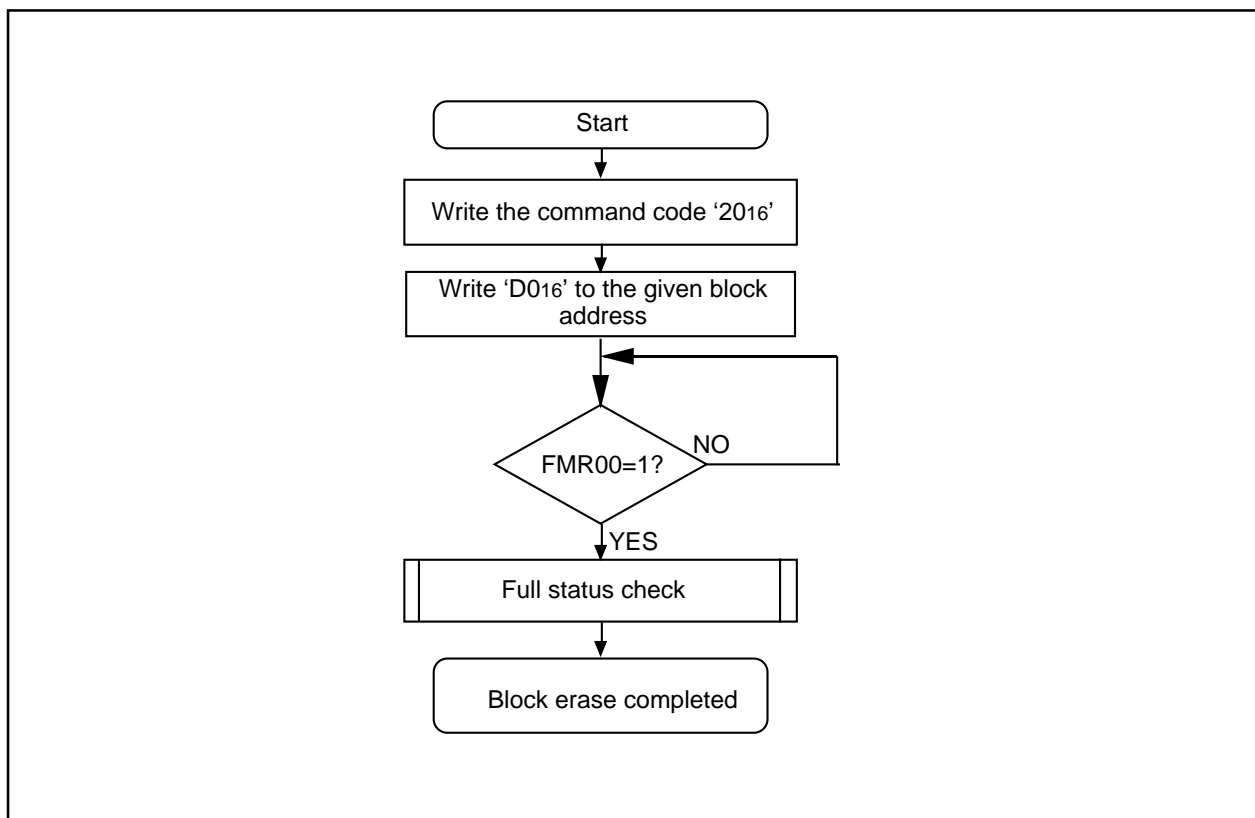 Start
Write the command code ‘2016’
Write ‘D016’ to the given block
address
FMR00=1?
NO
YES
Full status check
Block erase completed